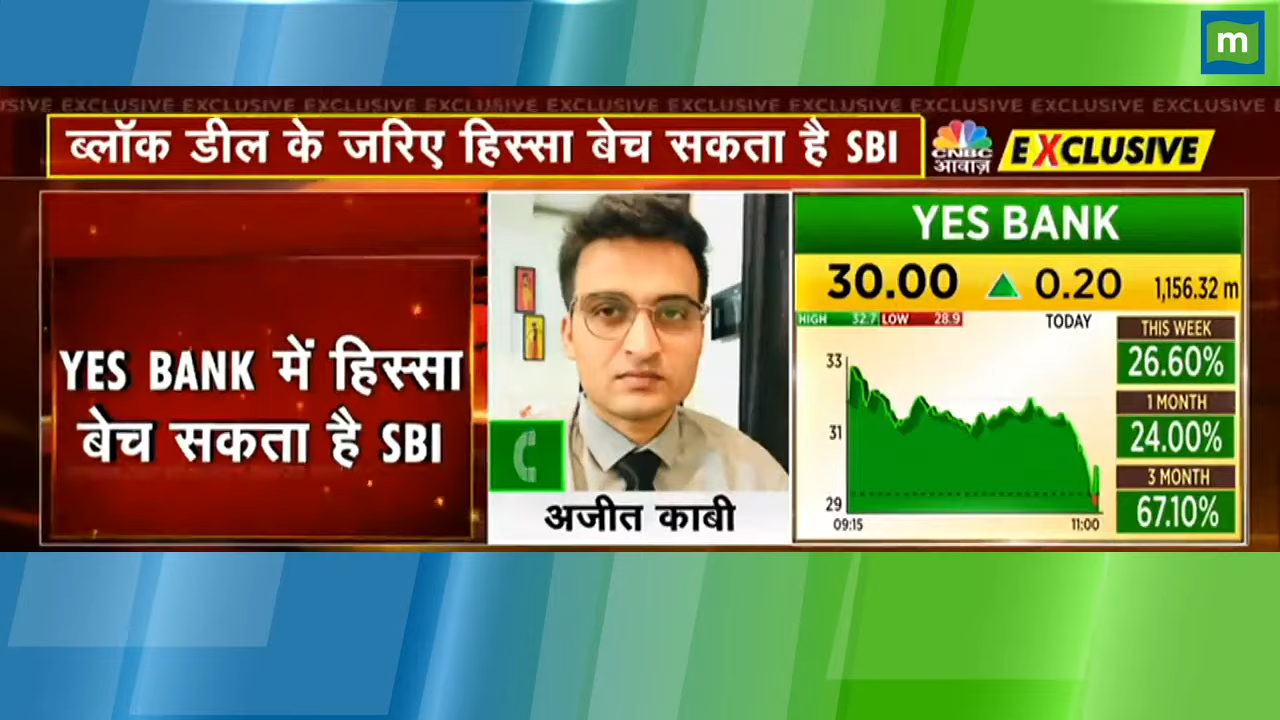 m
EXCLUSIVE EXCLUSIVE EXCLUSIVE EXCLUSIVE EXCLUSIVE EXCLUSIVE EXCLUSIVE EXCLUSIVE EXCLUSIVE EXCLUSIVE
ब्लॉक डील के जरिए हिस्सा बेच सकता है SBI
CNBC
आवाज़
EXCLUSIVE
YES BANK में हिस्सा
बेच सकता है SBI
अजीत काबी
YES BANK
30.00 ▲ 0.20 1,156.32 m
HIGH 32.7 LOW 28.9
TODAY
33
31
29
09:15 11:00
THIS WEEK
26.60%
1 MONTH
24.00%
3 MONTH
67.10%